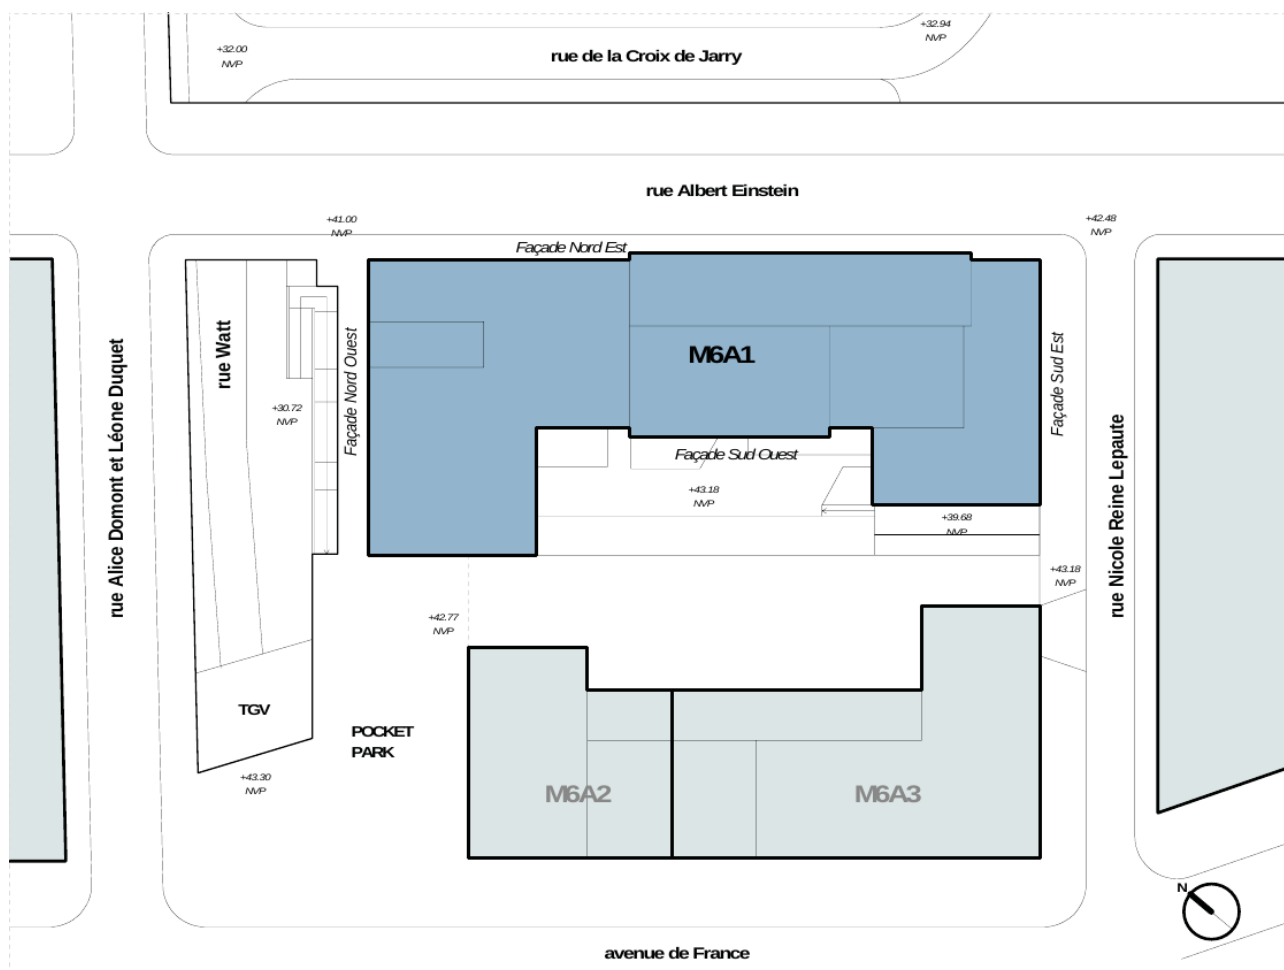 +32.00
NVP
rue de la Croix de Jarry
+32.94
NVP
rue Albert Einstein
+41.00
NVP
+42.48
NVP
Façade Nord Est
rue Alice Domont et Léone Duquet
rue Watt
+30.72
NVP
Façade Nord Ouest
M6A1
Façade Sud Est
rue Nicole Reine Lepaute
Façade Sud Ouest
+43.18
NVP
+39.68
NVP
+43.18
NVP
+42.77
NVP
TGV
POCKET
PARK
+43.30
NVP
M6A2
M6A3
N
avenue de France